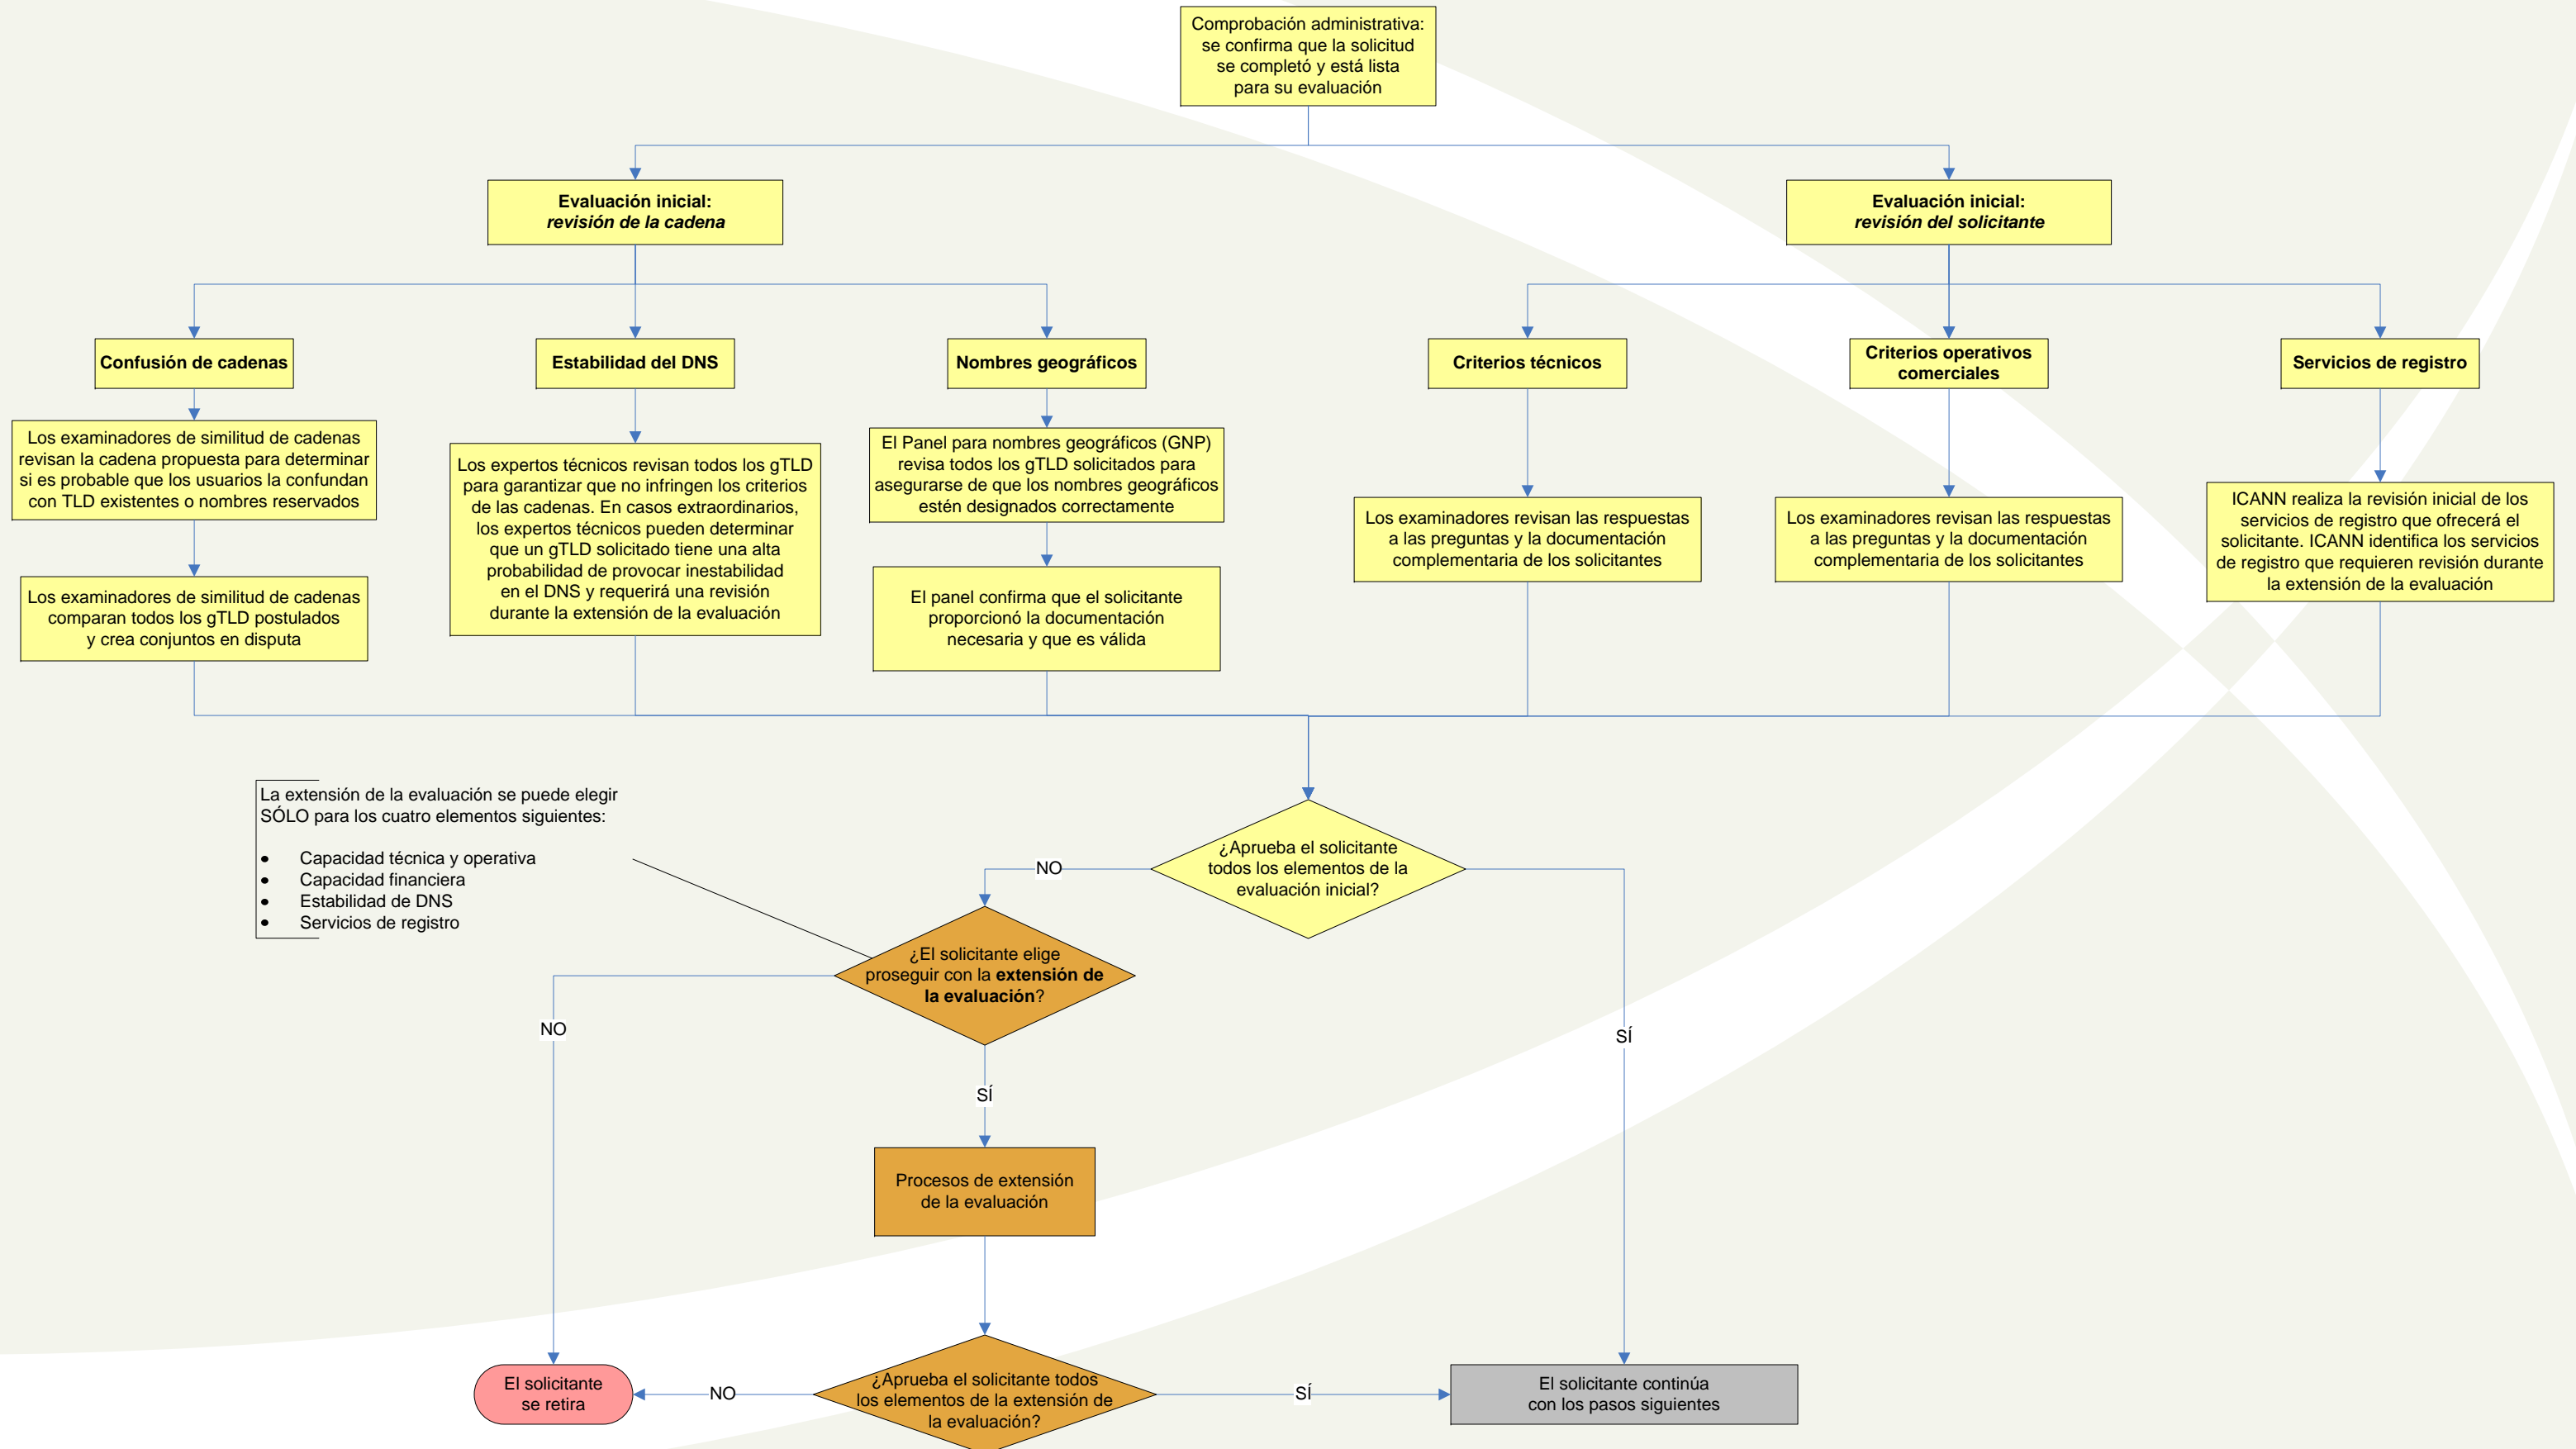 Comprobación administrativa:
se confirma que la solicitud
se completó y está lista
para su evaluación
Evaluación inicial:
revisión de la cadena
Evaluación inicial:
revisión del solicitante
Confusión de cadenas
Estabilidad del DNS
Nombres geográficos
Criterios técnicos
Criterios operativos
comerciales
Servicios de registro
Los examinadores de similitud de cadenas
revisan la cadena propuesta para determinar
si es probable que los usuarios la confundan
con TLD existentes o nombres reservados
Los expertos técnicos revisan todos los gTLD
para garantizar que no infringen los criterios
de las cadenas. En casos extraordinarios,
los expertos técnicos pueden determinar
que un gTLD solicitado tiene una alta
probabilidad de provocar inestabilidad
en el DNS y requerirá una revisión
durante la extensión de la evaluación
El Panel para nombres geográficos (GNP)
revisa todos los gTLD solicitados para
asegurarse de que los nombres geográficos
estén designados correctamente
Los examinadores revisan las respuestas
a las preguntas y la documentación
complementaria de los solicitantes
Los examinadores revisan las respuestas
a las preguntas y la documentación
complementaria de los solicitantes
ICANN realiza la revisión inicial de los
servicios de registro que ofrecerá el
solicitante. ICANN identifica los servicios
de registro que requieren revisión durante
la extensión de la evaluación
Los examinadores de similitud de cadenas
comparan todos los gTLD postulados
y crea conjuntos en disputa
El panel confirma que el solicitante
proporcionó la documentación
necesaria y que es válida
La extensión de la evaluación se puede elegir
SÓLO para los cuatro elementos siguientes:
● Capacidad técnica y operativa
● Capacidad financiera
● Estabilidad de DNS
● Servicios de registro
¿Aprueba el solicitante
todos los elementos de la
evaluación inicial?
NO
¿El solicitante elige
proseguir con la extensión de
la evaluación?
NO
SÍ
SÍ
Procesos de extensión
de la evaluación
El solicitante
se retira
NO
¿Aprueba el solicitante todos
los elementos de la extensión de
la evaluación?
SÍ
El solicitante continúa
con los pasos siguientes